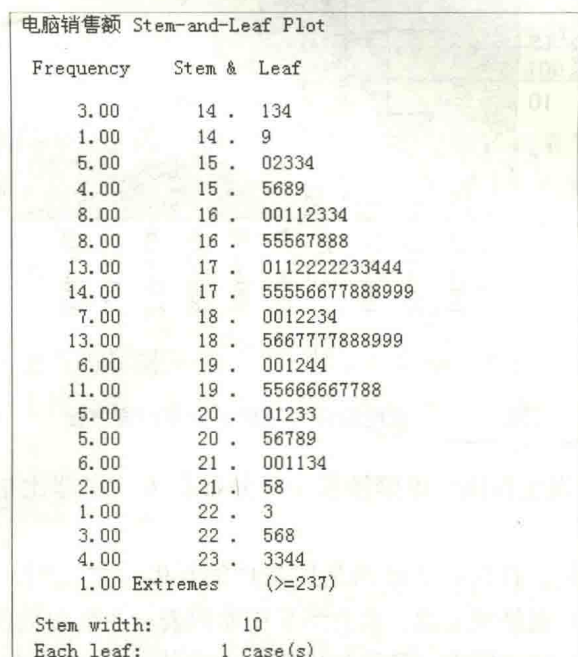 电脑销售额 Stem-and-Leaf Plot
Frequency Stem & Leaf
3.00 14 . 134
1.00 14 . 9
5.00 15 . 02334
4.00 15 . 5689
8.00 16 . 00112334
8.00 16 . 55567888
13.00 17 . 0112222233444
14.00 17 . 55556677888999
7.00 18 . 0012234
13.00 18 . 5667777888999
6.00 19 . 001244
11.00 19 . 55666667788
5.00 20 . 01233
5.00 20 . 56789
6.00 21 . 001134
2.00 21 . 58
1.00 22 . 3
3.00 22 . 568
4.00 23 . 3344
1.00 Extremes (>=237)
Stem width: 10
Each leaf: 1 case(s)